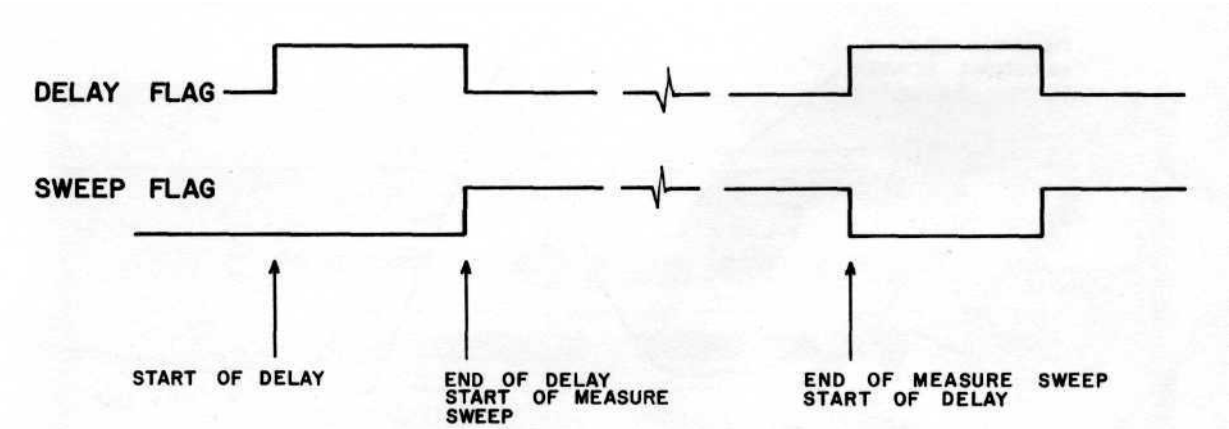 DELAY FLAG
SWEEP FLAG
START OF DELAY
END OF DELAY
START OF MEASURE
SWEEP
END OF MEASURE SWEEP
START OF DELAY